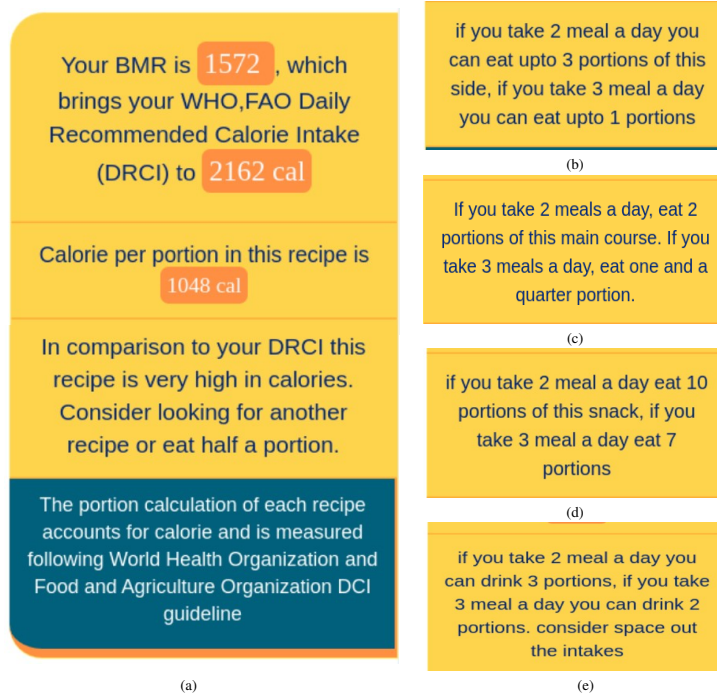 Your BMR is 1572 , which
brings your WHO,FAO Daily
Recommended Calorie Intake
(DRCI) to 2162 cal
Calorie per portion in this recipe is
1048 cal
In comparison to your DRCI this
recipe is very high in calories.
Consider looking for another
recipe or eat half a portion.
The portion calculation of each recipe
accounts for calorie and is measured
following World Health Organization and
Food and Agriculture Organization DCI
guideline
(a)
if you take 2 meal a day you
can eat upto 3 portions of this
side, if you take 3 meal a day
you can eat upto 1 portions
(b)
If you take 2 meals a day, eat 2
portions of this main course. If you
take 3 meals a day, eat one and a
quarter portion.
(c)
if you take 2 meal a day eat 10
portions of this snack, if you
take 3 meal a day eat 7
portions
(d)
if you take 2 meal a day you
can drink 3 portions, if you take
3 meal a day you can drink 2
portions. consider space out
the intakes
(e)